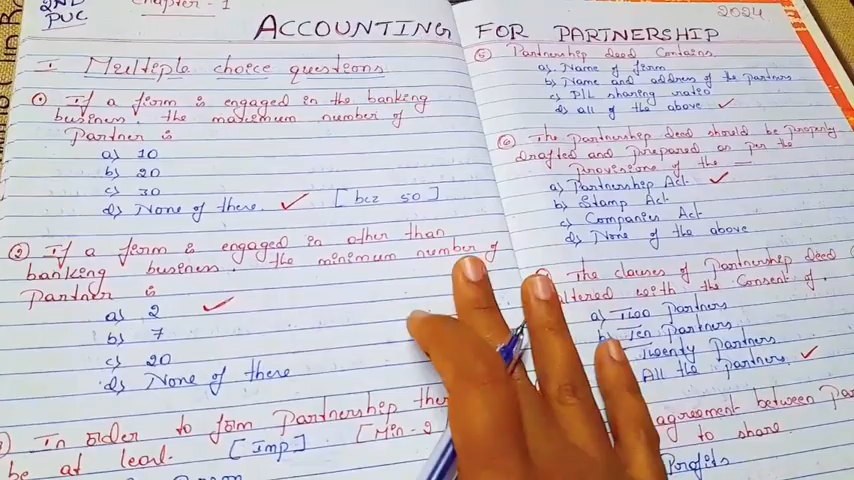 2ND
PUC
Chapter - 1
ACCOUNTING FOR PARTNERSHIP
2024
I Multiple choice questions
① If a firm is engaged in the banking
business the maximum number of
Partner is
a) 10
b) 20
c) 30
d) None of there. [bcz 50]
② If a firm is engaged in other than
banking business. the minimum number of
Partner is
a) 2
b) 7
c) 20
d) None of there
In order to form Partnership
be at least. [Imp] [Min - 2
⑤ Partnership deed Contains
a). Name of firm
b) Name and address of the partners
c) P/L sharing ratio
d) all of the above
⑥ The Partnership deed should be properly
drafted and prepared as per the
Provisions of the —
a) Partnership Act
b) Stamp Act
c) Companies Act
d) None of the above
The clauses of Partnership deed
altered with the Consent of.
a) Two Partners
b) Ten Partners
Twenty Partners
All the partners
agreement between
to share
Profits